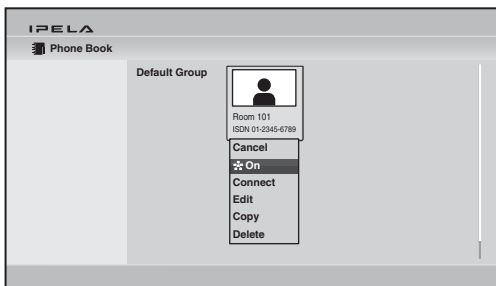 IPELA
Phone Book
Default Group
Room 101
ISDN 01-2345-6789
Cancel
On
Connect
Edit
Copy
Delete